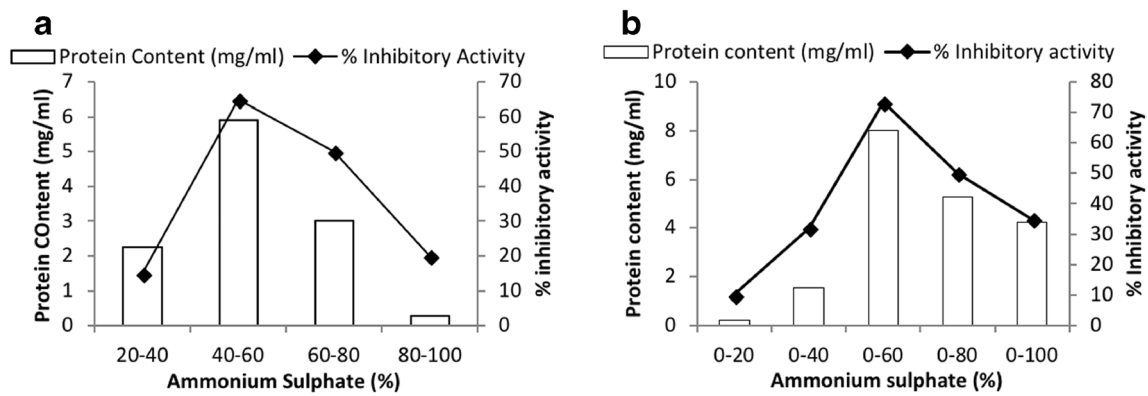 a
Protein Content (mg/ml) % Inhibitory Activity
Protein COntent (mg/ml)
7
6
5
4
3
2
1
0
70
60
50
40
30
20
10
0
% inhibitory activity
20-40 40-60 60-80 80-100
Ammonium Sulphate (%)
b
Protein content (mg/ml) % Inhibitory activity
Protein content (mg/ml)
10
8
6
4
2
0
80
70
60
50
40
30
20
10
0
% Inhibitory activity
0-20 0-40 0-60 0-80 0-100
Ammonium sulphate (%)